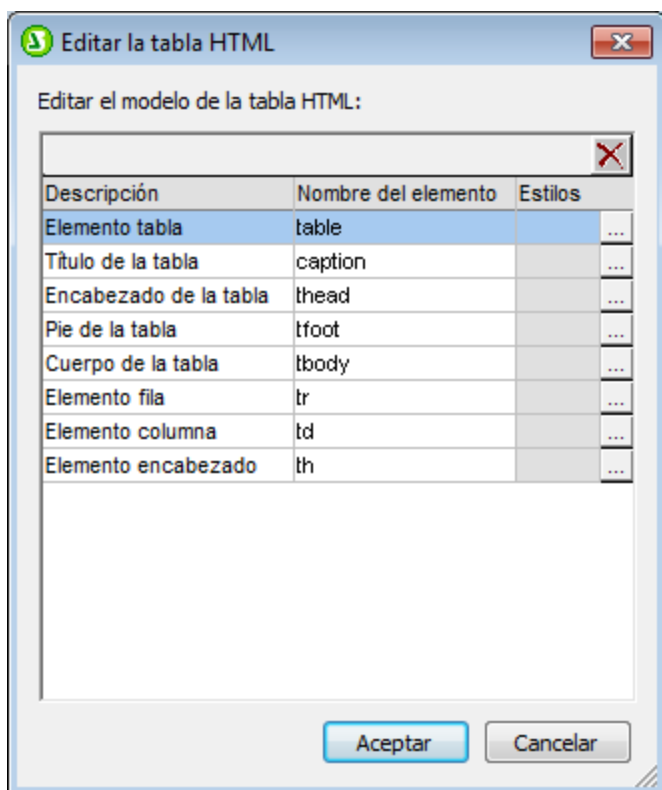 Editar la tabla HTML
Editar el modelo de la tabla HTML:
Descripción Nombre del elemento Estilos
Elemento tabla table ...
Título de la tabla caption ...
Encabezado de la tabla thead ...
Pie de la tabla tfoot ...
Cuerpo de la tabla tbody ...
Elemento fila tr ...
Elemento columna td ...
Elemento encabezado th ...
Aceptar Cancelar